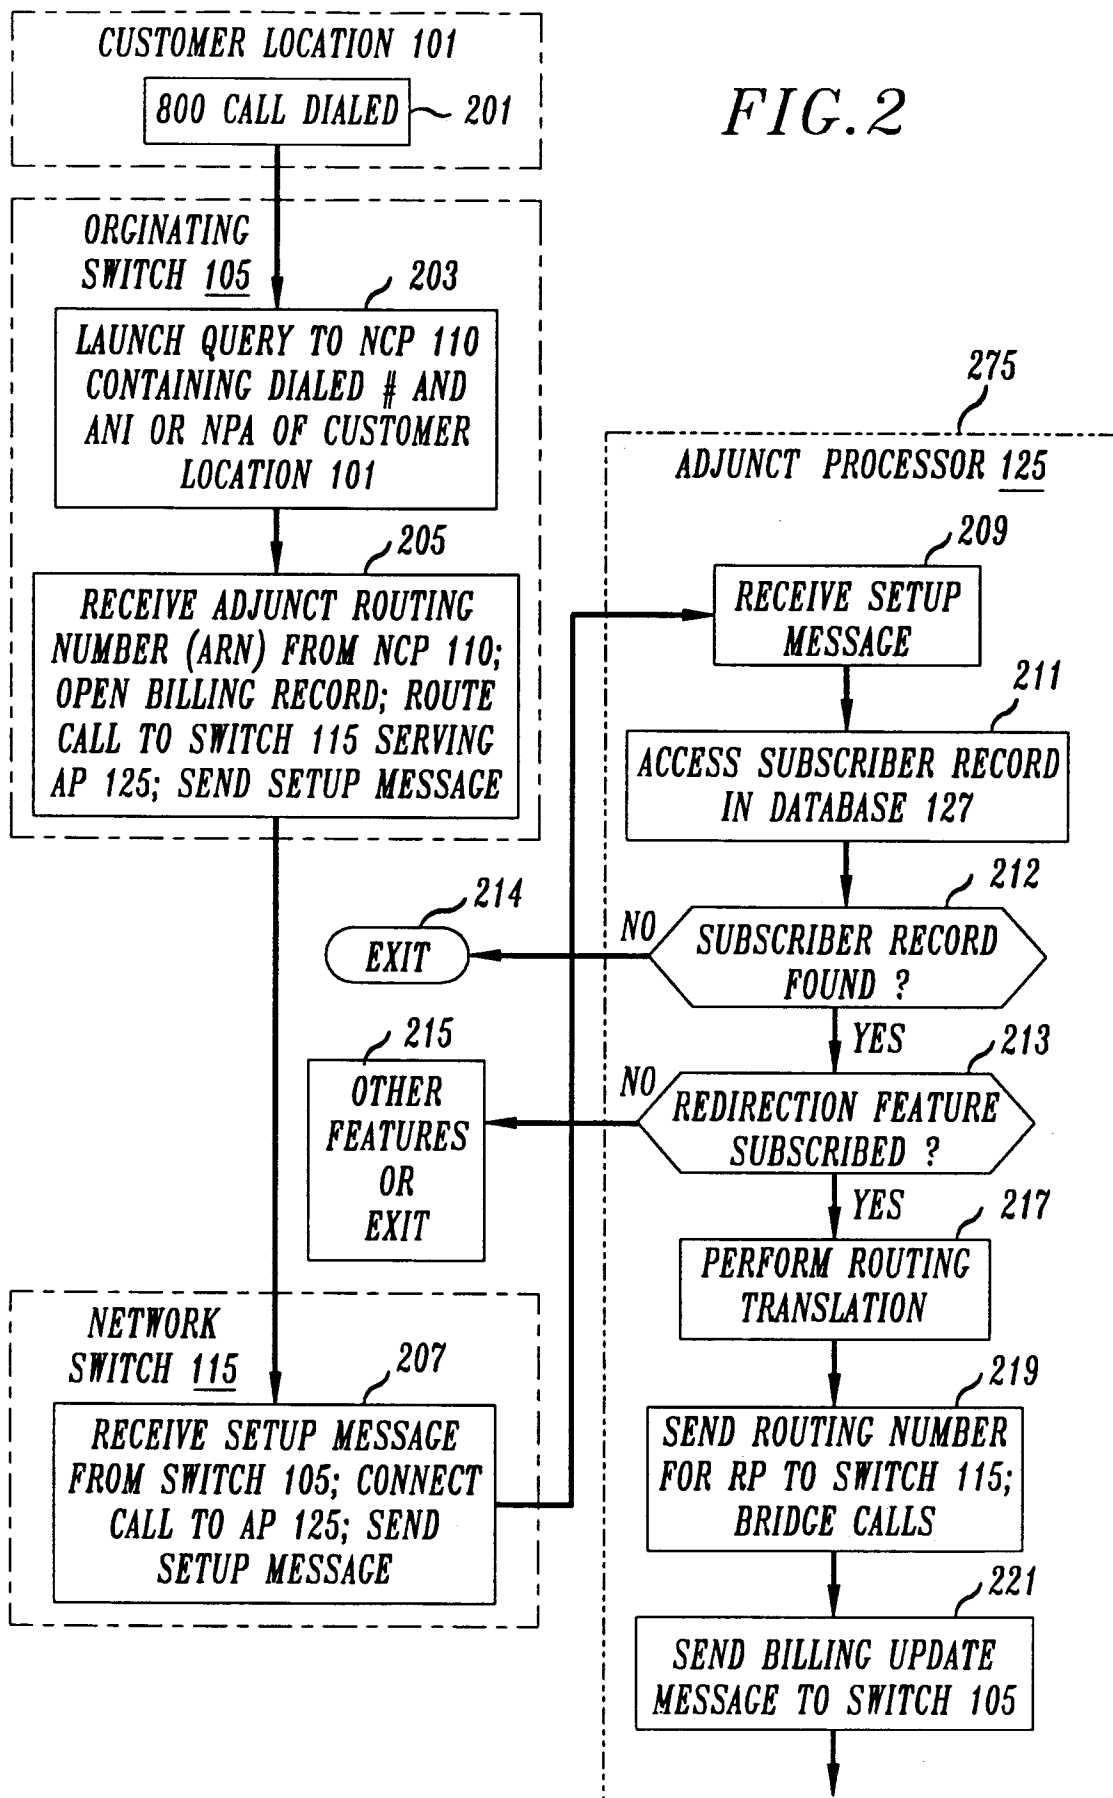 CUSTOMER LOCATION 101
800 CALL DIALED
201
FIG.2
ORGINATING
SWITCH 105
203
LAUNCH QUERY TO NCP 110
CONTAINING DIALED # AND
ANI OR NPA OF CUSTOMER
LOCATION 101
205
RECEIVE ADJUNCT ROUTING
NUMBER (ARN) FROM NCP 110;
OPEN BILLING RECORD; ROUTE
CALL TO SWITCH 115 SERVING
AP 125; SEND SETUP MESSAGE
NETWORK
SWITCH 115
207
RECEIVE SETUP MESSAGE
FROM SWITCH 105; CONNECT
CALL TO AP 125; SEND
SETUP MESSAGE
275
ADJUNCT PROCESSOR 125
209
RECEIVE SETUP
MESSAGE
211
ACCESS SUBSCRIBER RECORD
IN DATABASE 127
212
SUBSCRIBER RECORD
FOUND ?
NO
214
EXIT
YES
213
REDIRECTION FEATURE
SUBSCRIBED ?
NO
215
OTHER
FEATURES
OR
EXIT
YES
217
PERFORM ROUTING
TRANSLATION
219
SEND ROUTING NUMBER
FOR RP TO SWITCH 115;
BRIDGE CALLS
221
SEND BILLING UPDATE
MESSAGE TO SWITCH 105